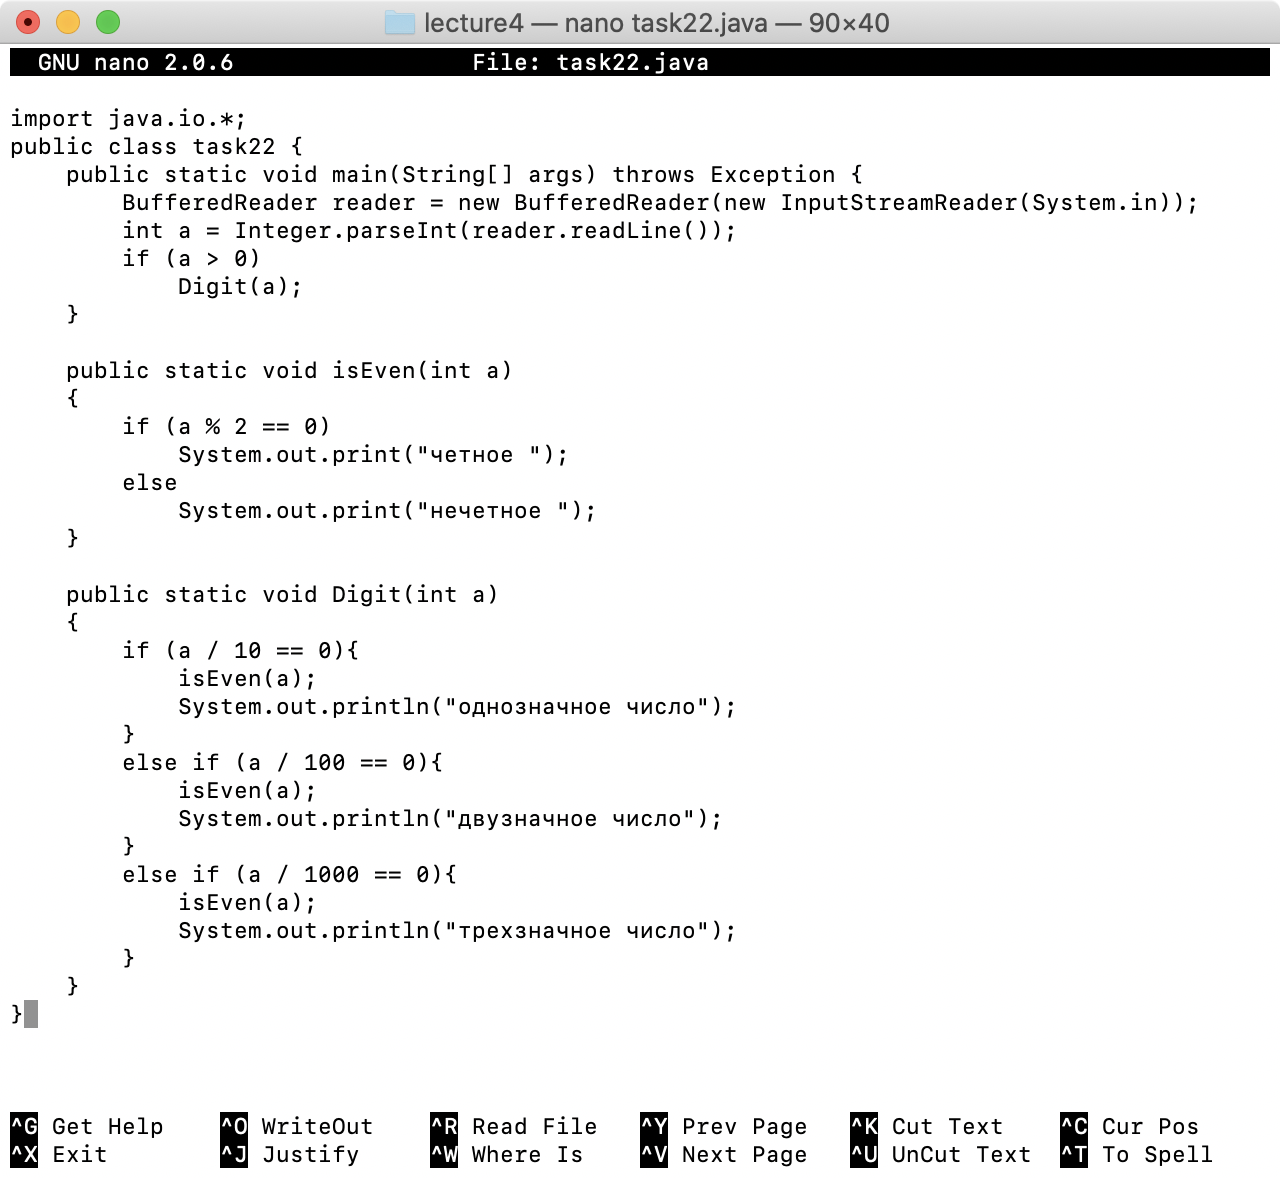 lecture4 — nano task22.java — 90×40
GNU nano 2.0.6 File: task22.java
import java.io.*;
public class task22 {
    public static void main(String[] args) throws Exception {
        BufferedReader reader = new BufferedReader(new InputStreamReader(System.in));
        int a = Integer.parseInt(reader.readLine());
        if (a > 0)
            Digit(a);
    }
    public static void isEven(int a)
    {
        if (a % 2 == 0)
            System.out.print("четное ");
        else
            System.out.print("нечетное ");
    }
    public static void Digit(int a)
    {
        if (a / 10 == 0){
            isEven(a);
            System.out.println("однозначное число");
        }
        else if (a / 100 == 0){
            isEven(a);
            System.out.println("двузначное число");
        }
        else if (a / 1000 == 0){
            isEven(a);
            System.out.println("трехзначное число");
        }
    }
}
^G Get Help ^O WriteOut ^R Read File ^Y Prev Page ^K Cut Text ^C Cur Pos
^X Exit ^J Justify ^W Where Is ^V Next Page ^U UnCut Text ^T To Spell